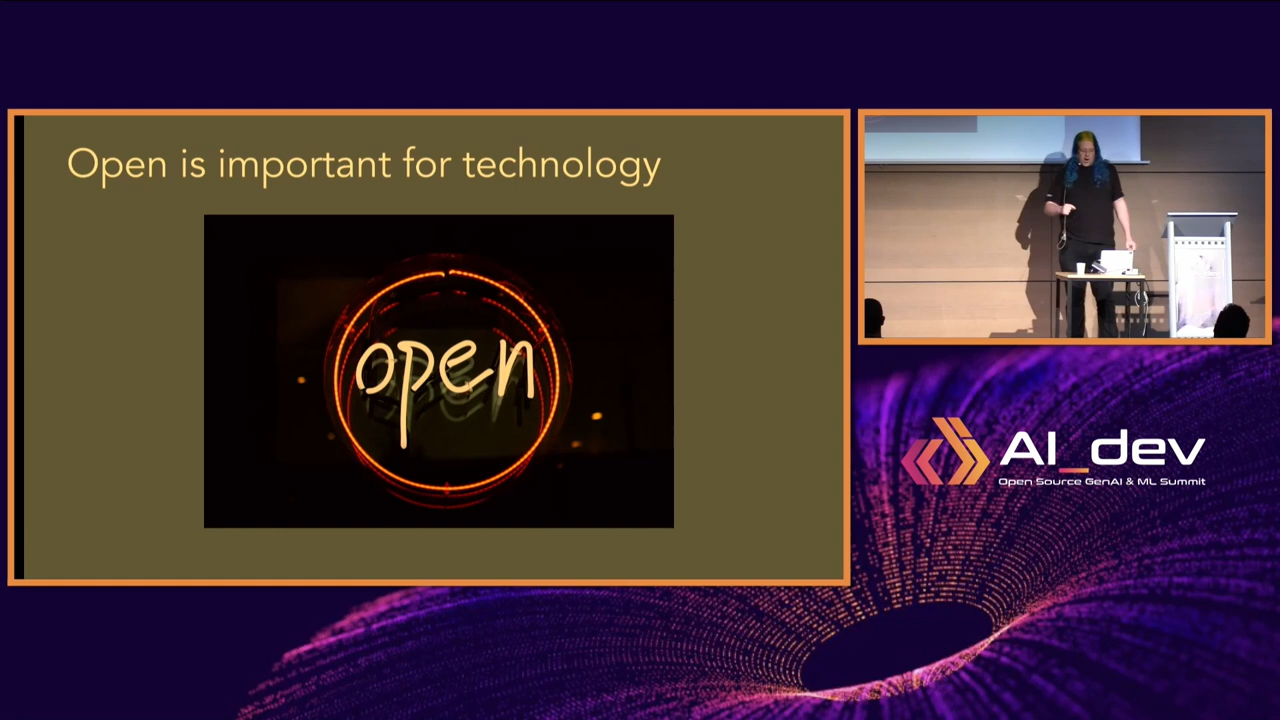 Open is important for technology
open
AI_dev
Open Source GenAI & ML Summit